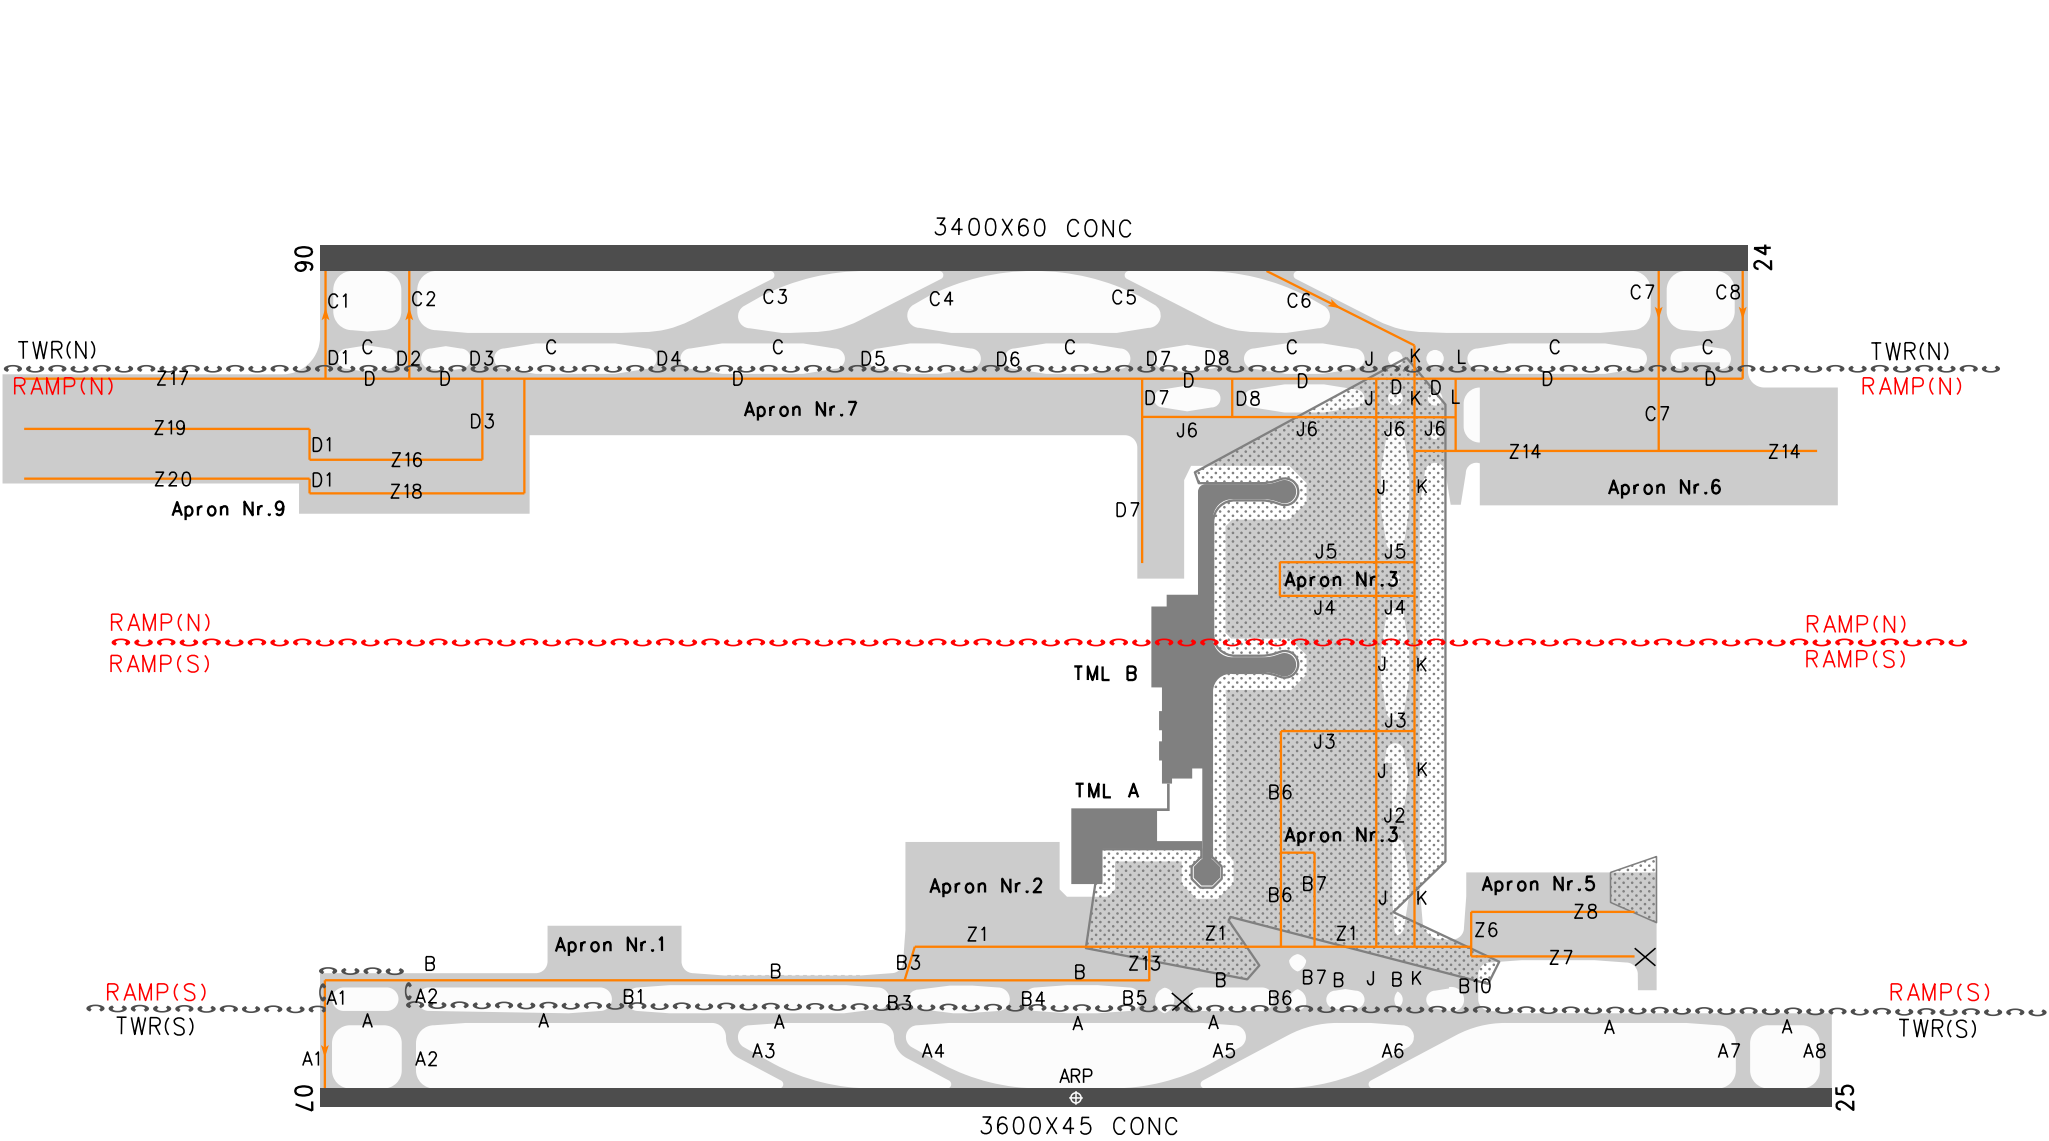 3400X60 CONC
06
24
C1
C2
C3
C4
C5
C6
C7
C8
TWR(N)
TWR(N)
C
C
C
C
C
C
C
D1
D2
D3
D4
D5
D6
D7
D8
J
K
L
RAMP(N)
RAMP(N)
Z17
D
D
D
D
D
D
D
D
D
D7
D8
J
K
L
Apron Nr.7
C7
Z19
D3
J6
J6
J6
J6
D1
Z16
Z14
Z14
Z20
D1
Z18
J
K
Apron Nr.6
Apron Nr.9
D7
J5
J5
Apron Nr.3
J4
J4
RAMP(N)
RAMP(N)
RAMP(S)
RAMP(S)
J
K
TML B
J3
J3
J
K
TML A
B6
J2
Apron Nr.3
Apron Nr.2
B6
B7
J
K
Apron Nr.5
Z8
Apron Nr.1
Z1
Z1
Z1
Z6
Z7
B
B
B3
B
Z13
B
B7
B
J
B
K
B10
RAMP(S)
RAMP(S)
A1
A2
B1
B3
B4
B5
B6
TWR(S)
TWR(S)
A
A
A
A
A
A
A
A1
A2
A3
A4
A5
A6
A7
A8
ARP
07
25
3600X45 CONC